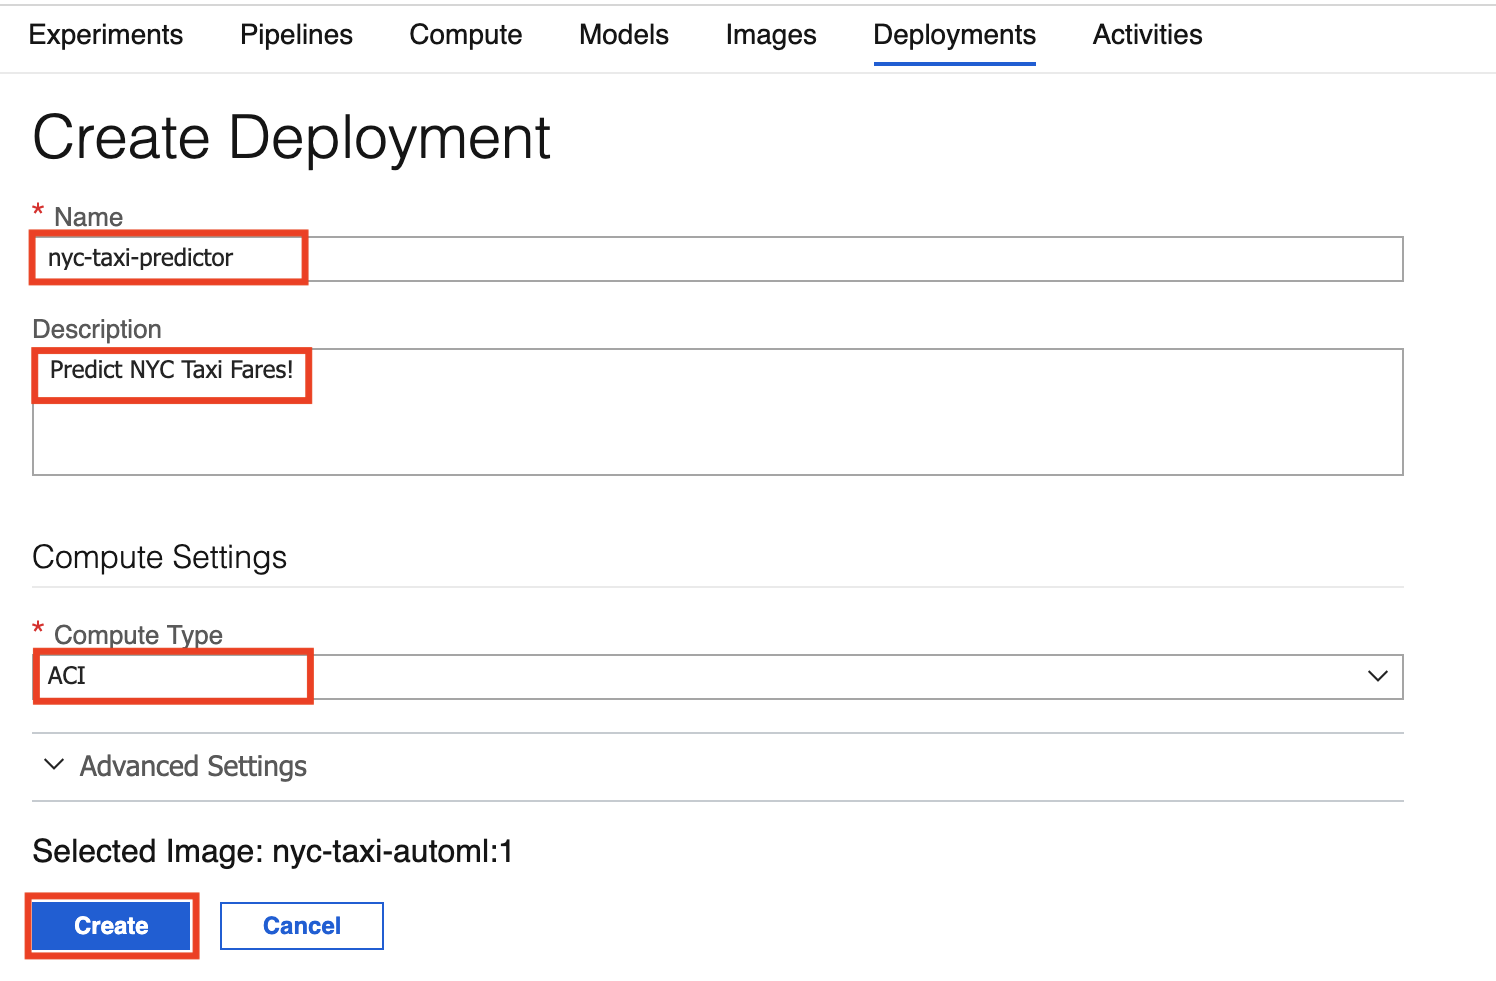 Experiments Pipelines Compute Models Images Deployments Activities
Create Deployment
* Name
nyc-taxi-predictor
Description
Predict NYC Taxi Fares!
Compute Settings
* Compute Type
ACI
Advanced Settings
Selected Image: nyc-taxi-automl:1
Create Cancel